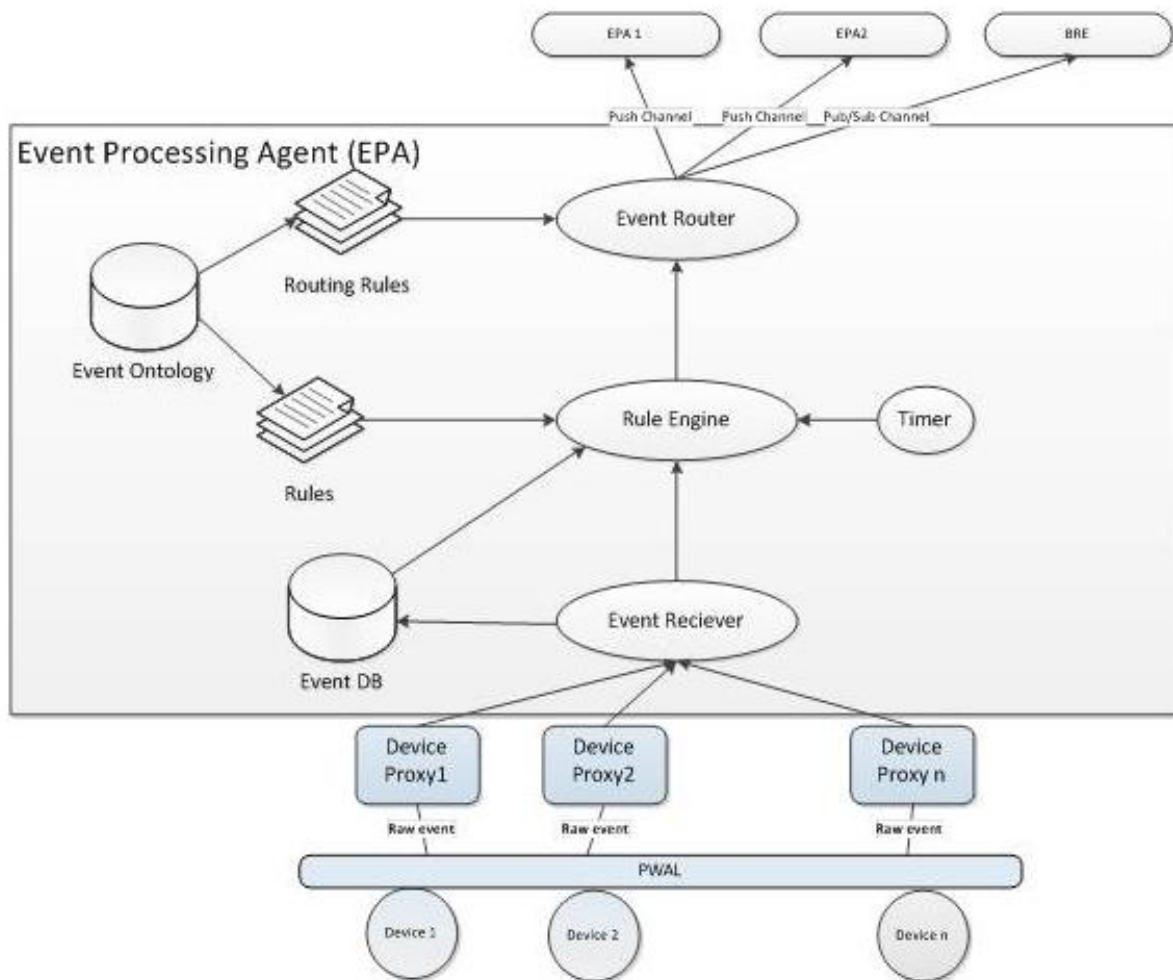 EPA 1
EPA2
BRE
Push Channel
Push Channel
Pub/Sub Channel
Event Processing Agent (EPA)
Event Router
Routing Rules
Event Ontology
Rule Engine
Timer
Rules
Event Reciever
Event DB
Device
Proxy1
Device
Proxy2
Device
Proxy n
Raw event
Raw event
Raw event
PWAL
Device 1
Device 2
Device n